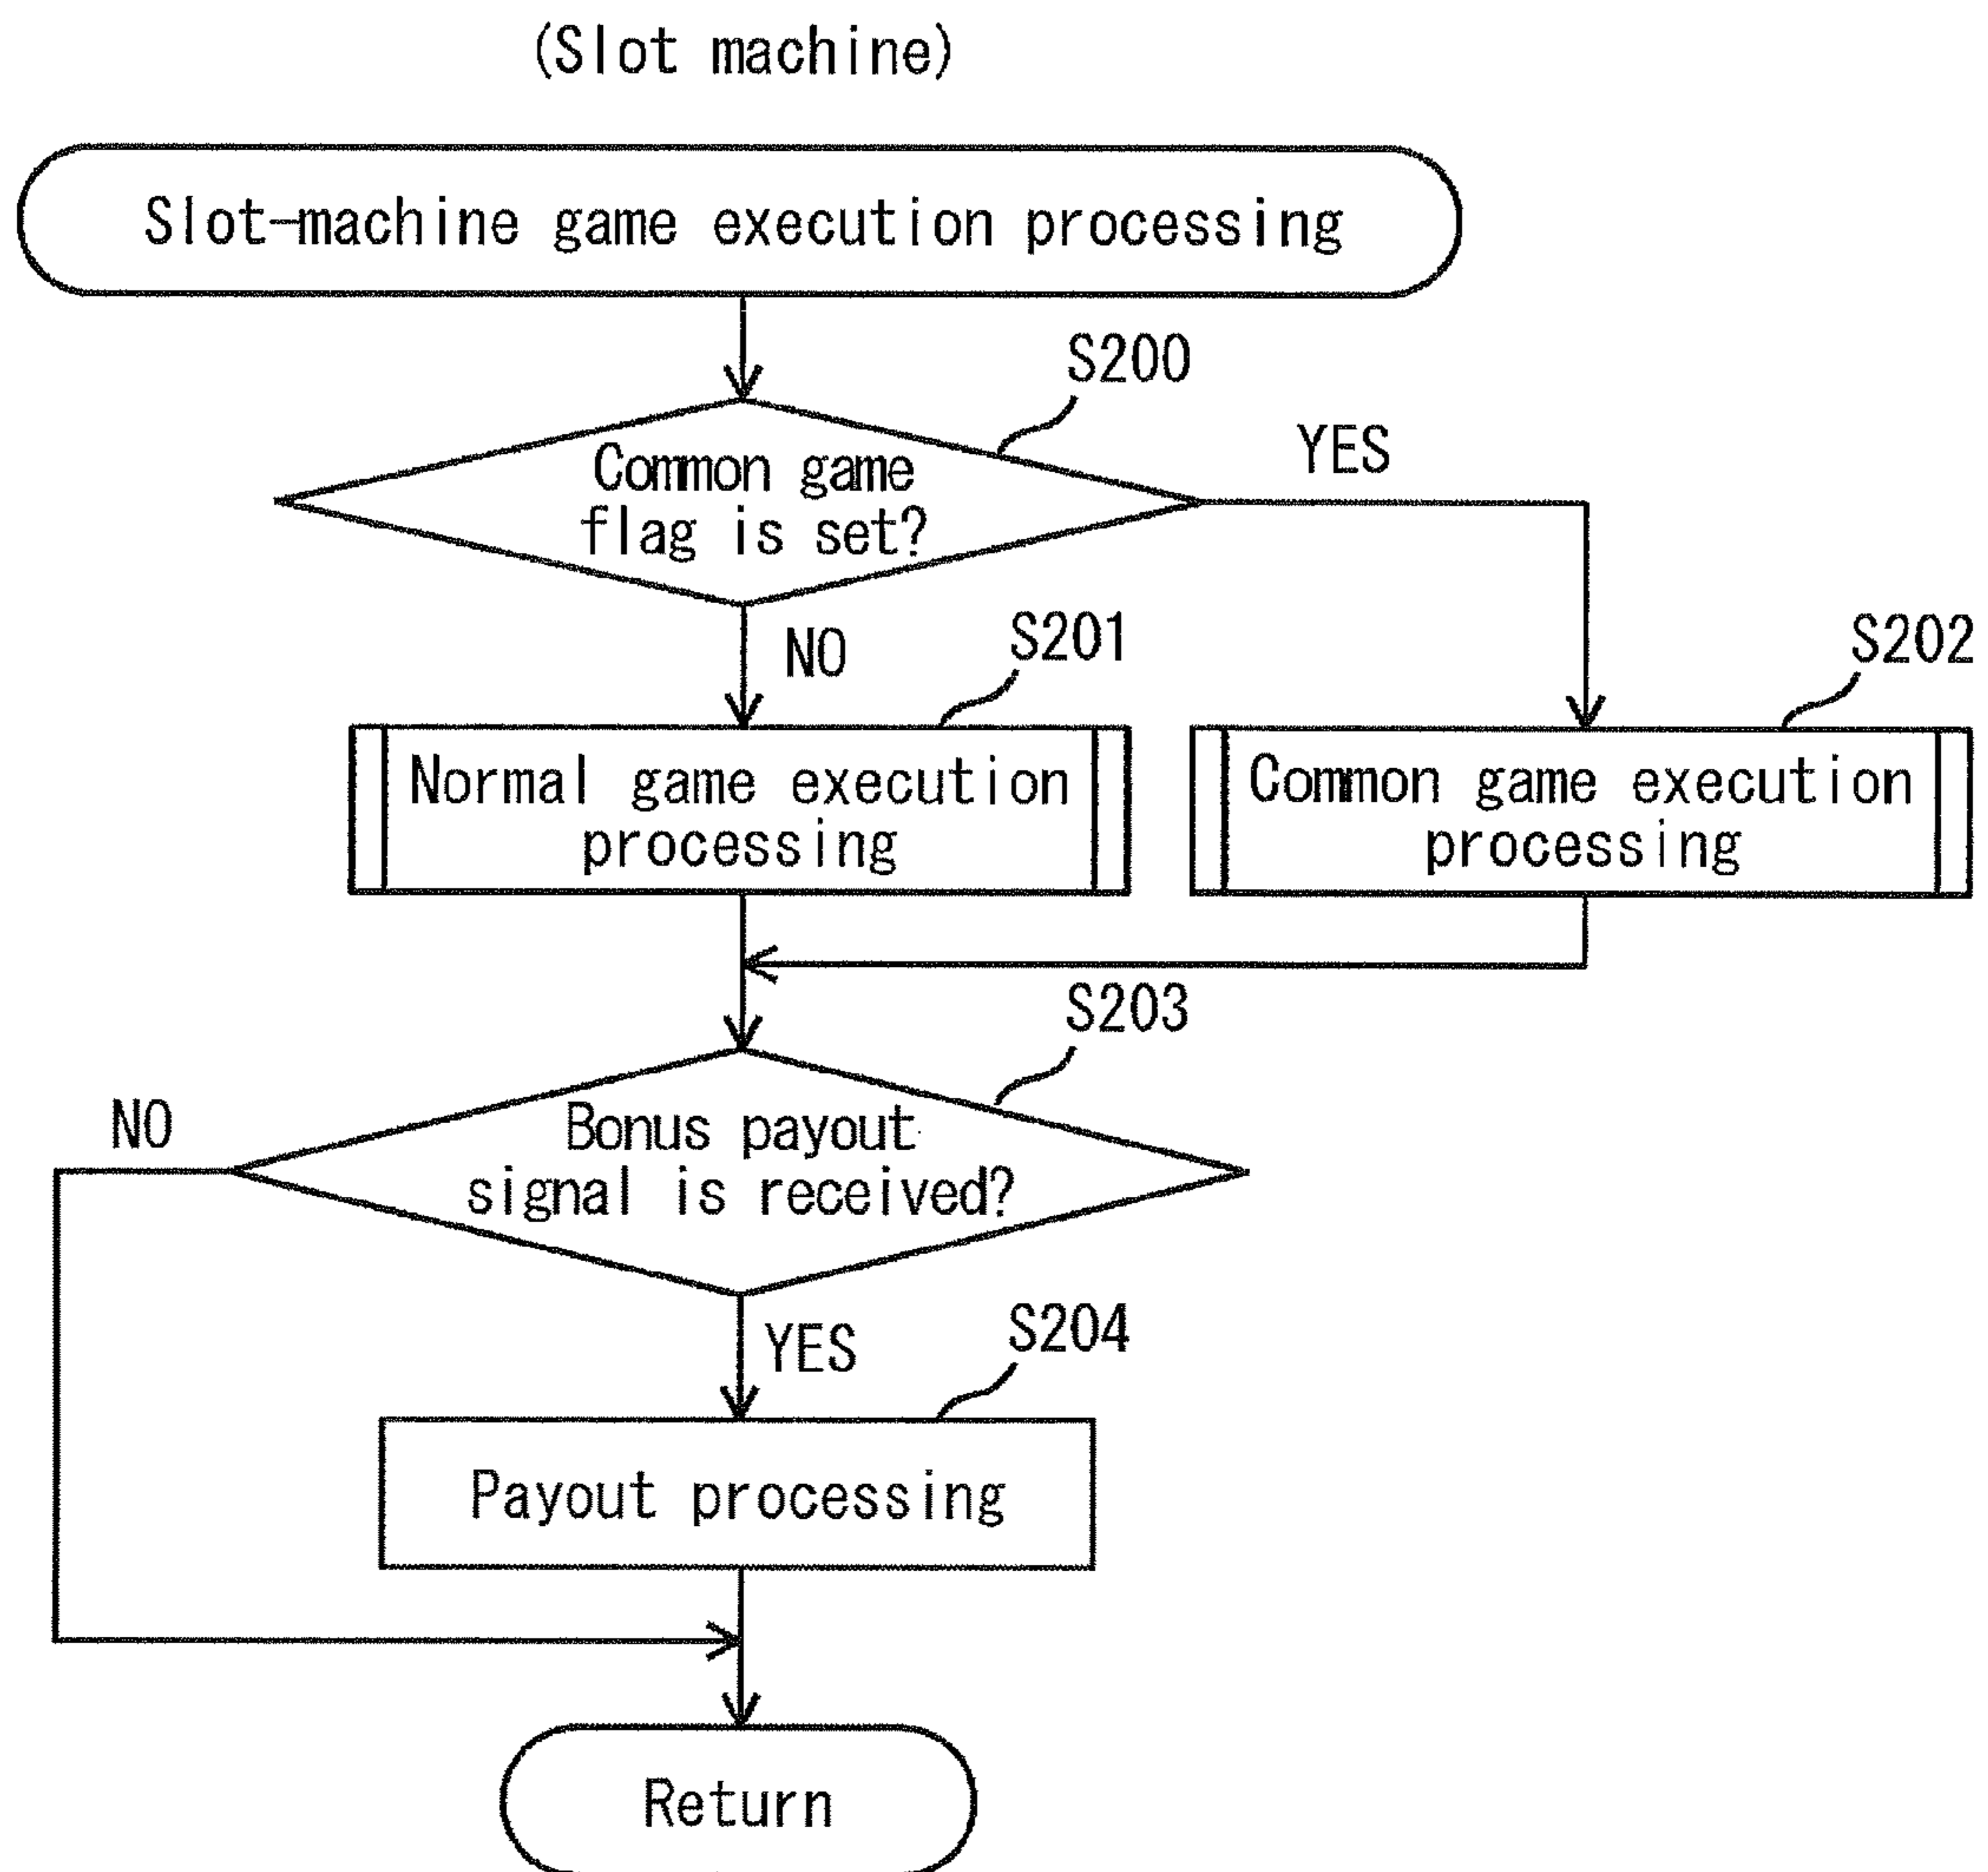 (Slot machine)
Slot-machine game execution processing
S200
Common game
flag is set?
YES
NO
S201
S202
Normal game execution
processing
Common game execution
processing
S203
NO
Bonus payout
signal is received?
YES
S204
Payout processing
Return